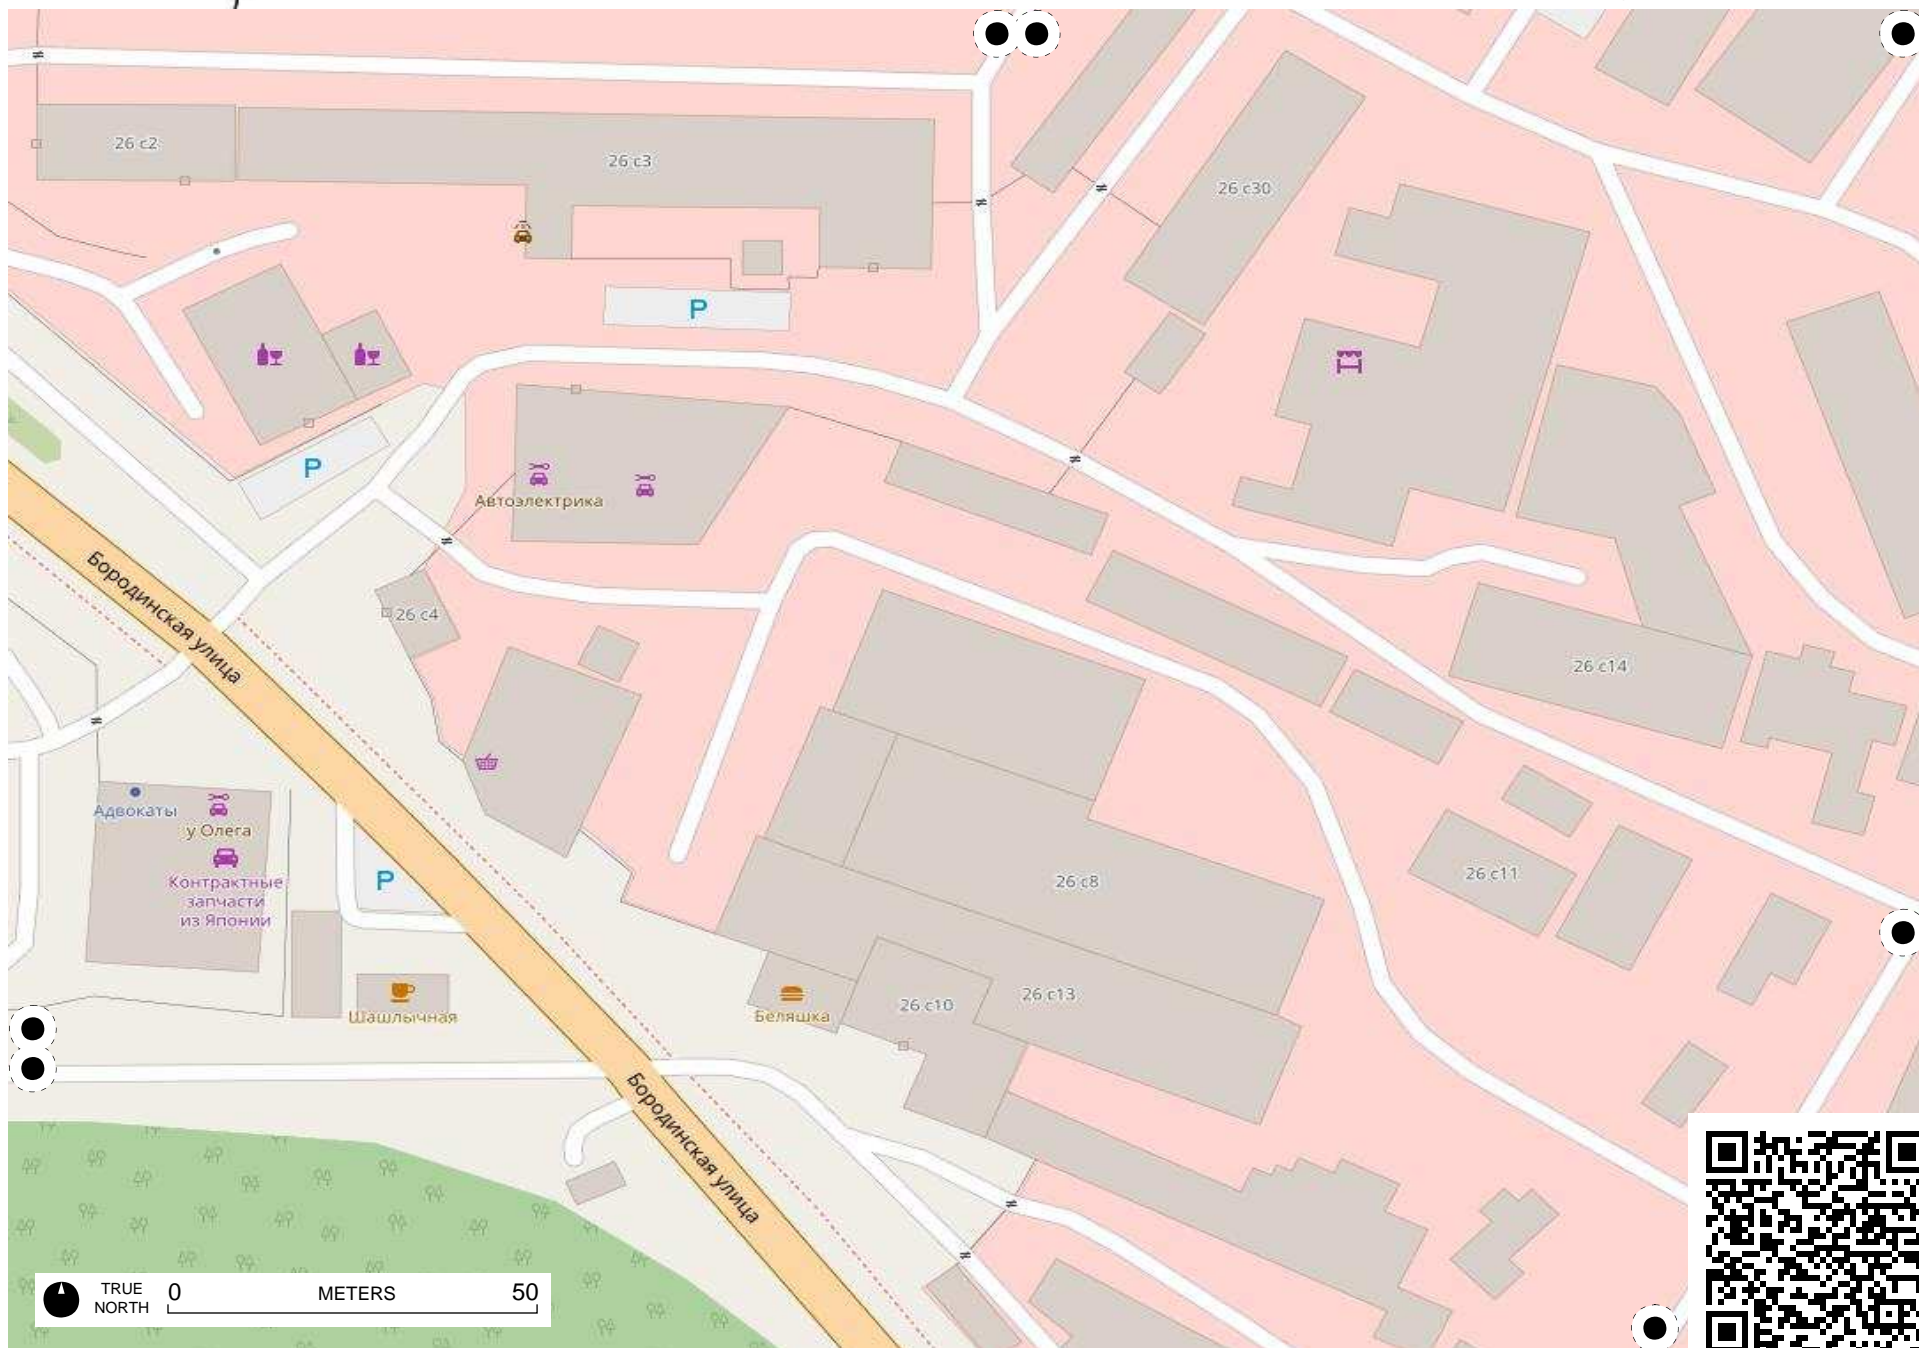 26 с2
26 с3
26 с30
P
P
Автоэлектрика
Бородинская улица
26 с4
26 с14
Адвокаты
у Олега
Контрактные
запчасти
из Японии
P
26 с8
26 с11
26 с10
26 с13
Шашлычная
Беляшка
Бородинская улица
TRUE
NORTH
0 METERS 50